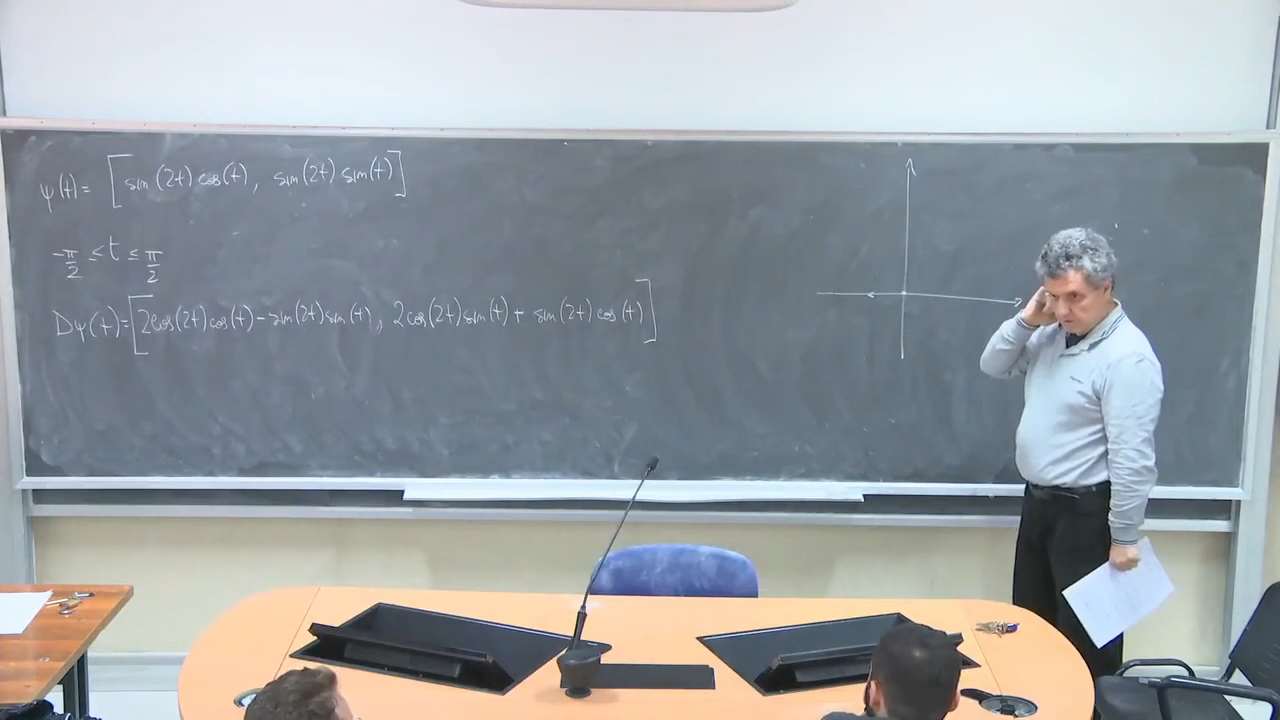 ψ(t) = [sin(2t) cos(t), sin(2t) sin(t)]
-π/2 ≤ t ≤ π/2
Dψ(t) = [2cos(2t)cos(t) - sin(2t)sin(t), 2cos(2t)sin(t) + sin(2t)cos(t)]